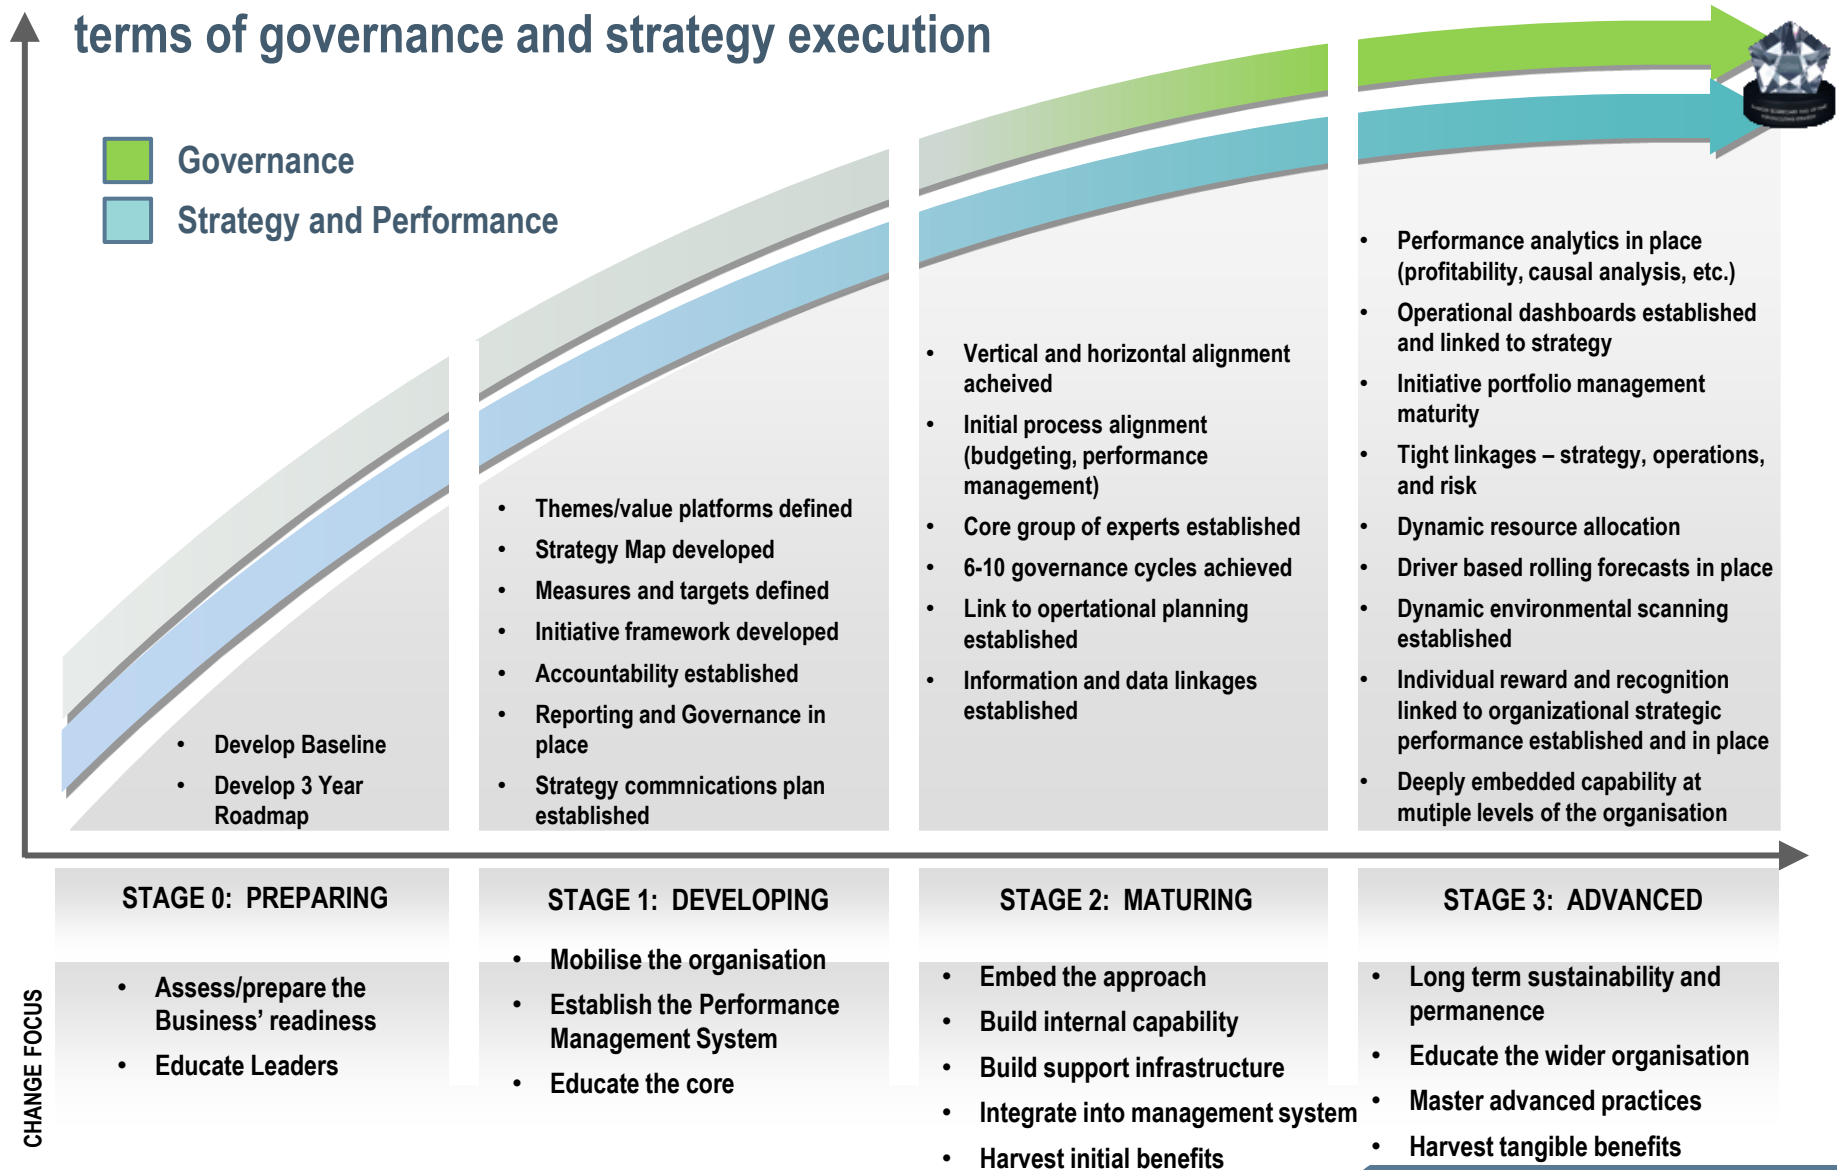 terms of governance and strategy execution
Governance
Strategy and Performance
• Develop Baseline
• Develop 3 Year
Roadmap
• Themes/value platforms defined
• Strategy Map developed
• Measures and targets defined
• Initiative framework developed
• Accountability established
• Reporting and Governance in
place
• Strategy commnications plan
established
• Vertical and horizontal alignment
acheived
• Initial process alignment
(budgeting, performance
management)
• Core group of experts established
• 6-10 governance cycles achieved
• Link to opertational planning
established
• Information and data linkages
established
• Performance analytics in place
(profitability, causal analysis, etc.)
• Operational dashboards established
and linked to strategy
• Initiative portfolio management
maturity
• Tight linkages – strategy, operations,
and risk
• Dynamic resource allocation
• Driver based rolling forecasts in place
• Dynamic environmental scanning
established
• Individual reward and recognition
linked to organizational strategic
performance established and in place
• Deeply embedded capability at
mutiple levels of the organisation
STAGE 0: PREPARING
STAGE 1: DEVELOPING
STAGE 2: MATURING
STAGE 3: ADVANCED
CHANGE FOCUS
• Assess/prepare the
Business’ readiness
• Educate Leaders
• Mobilise the organisation
• Establish the Performance
Management System
• Educate the core
• Embed the approach
• Build internal capability
• Build support infrastructure
• Integrate into management system
• Harvest initial benefits
• Long term sustainability and
permanence
• Educate the wider organisation
• Master advanced practices
• Harvest tangible benefits